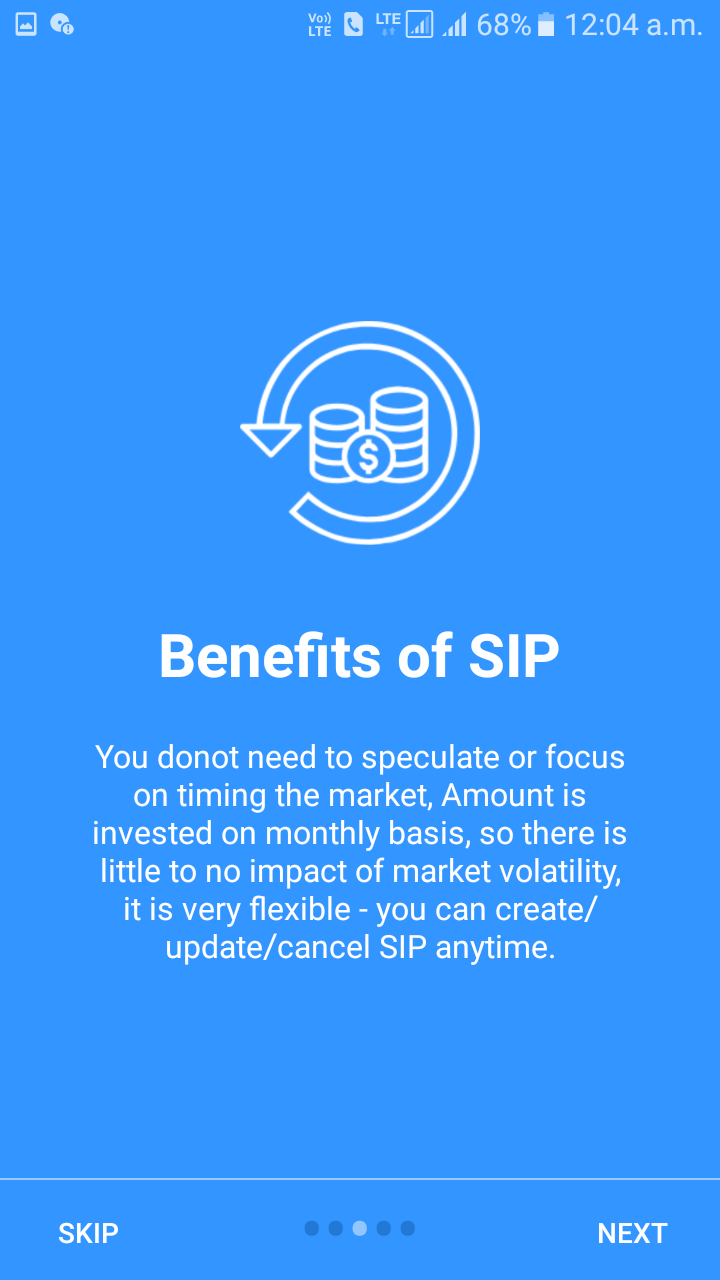 Vo)) LTE LTE 68% 12:04 a.m.
$
Benefits of SIP
You donot need to speculate or focus
on timing the market, Amount is
invested on monthly basis, so there is
little to no impact of market volatility,
it is very flexible - you can create/
update/cancel SIP anytime.
SKIP NEXT